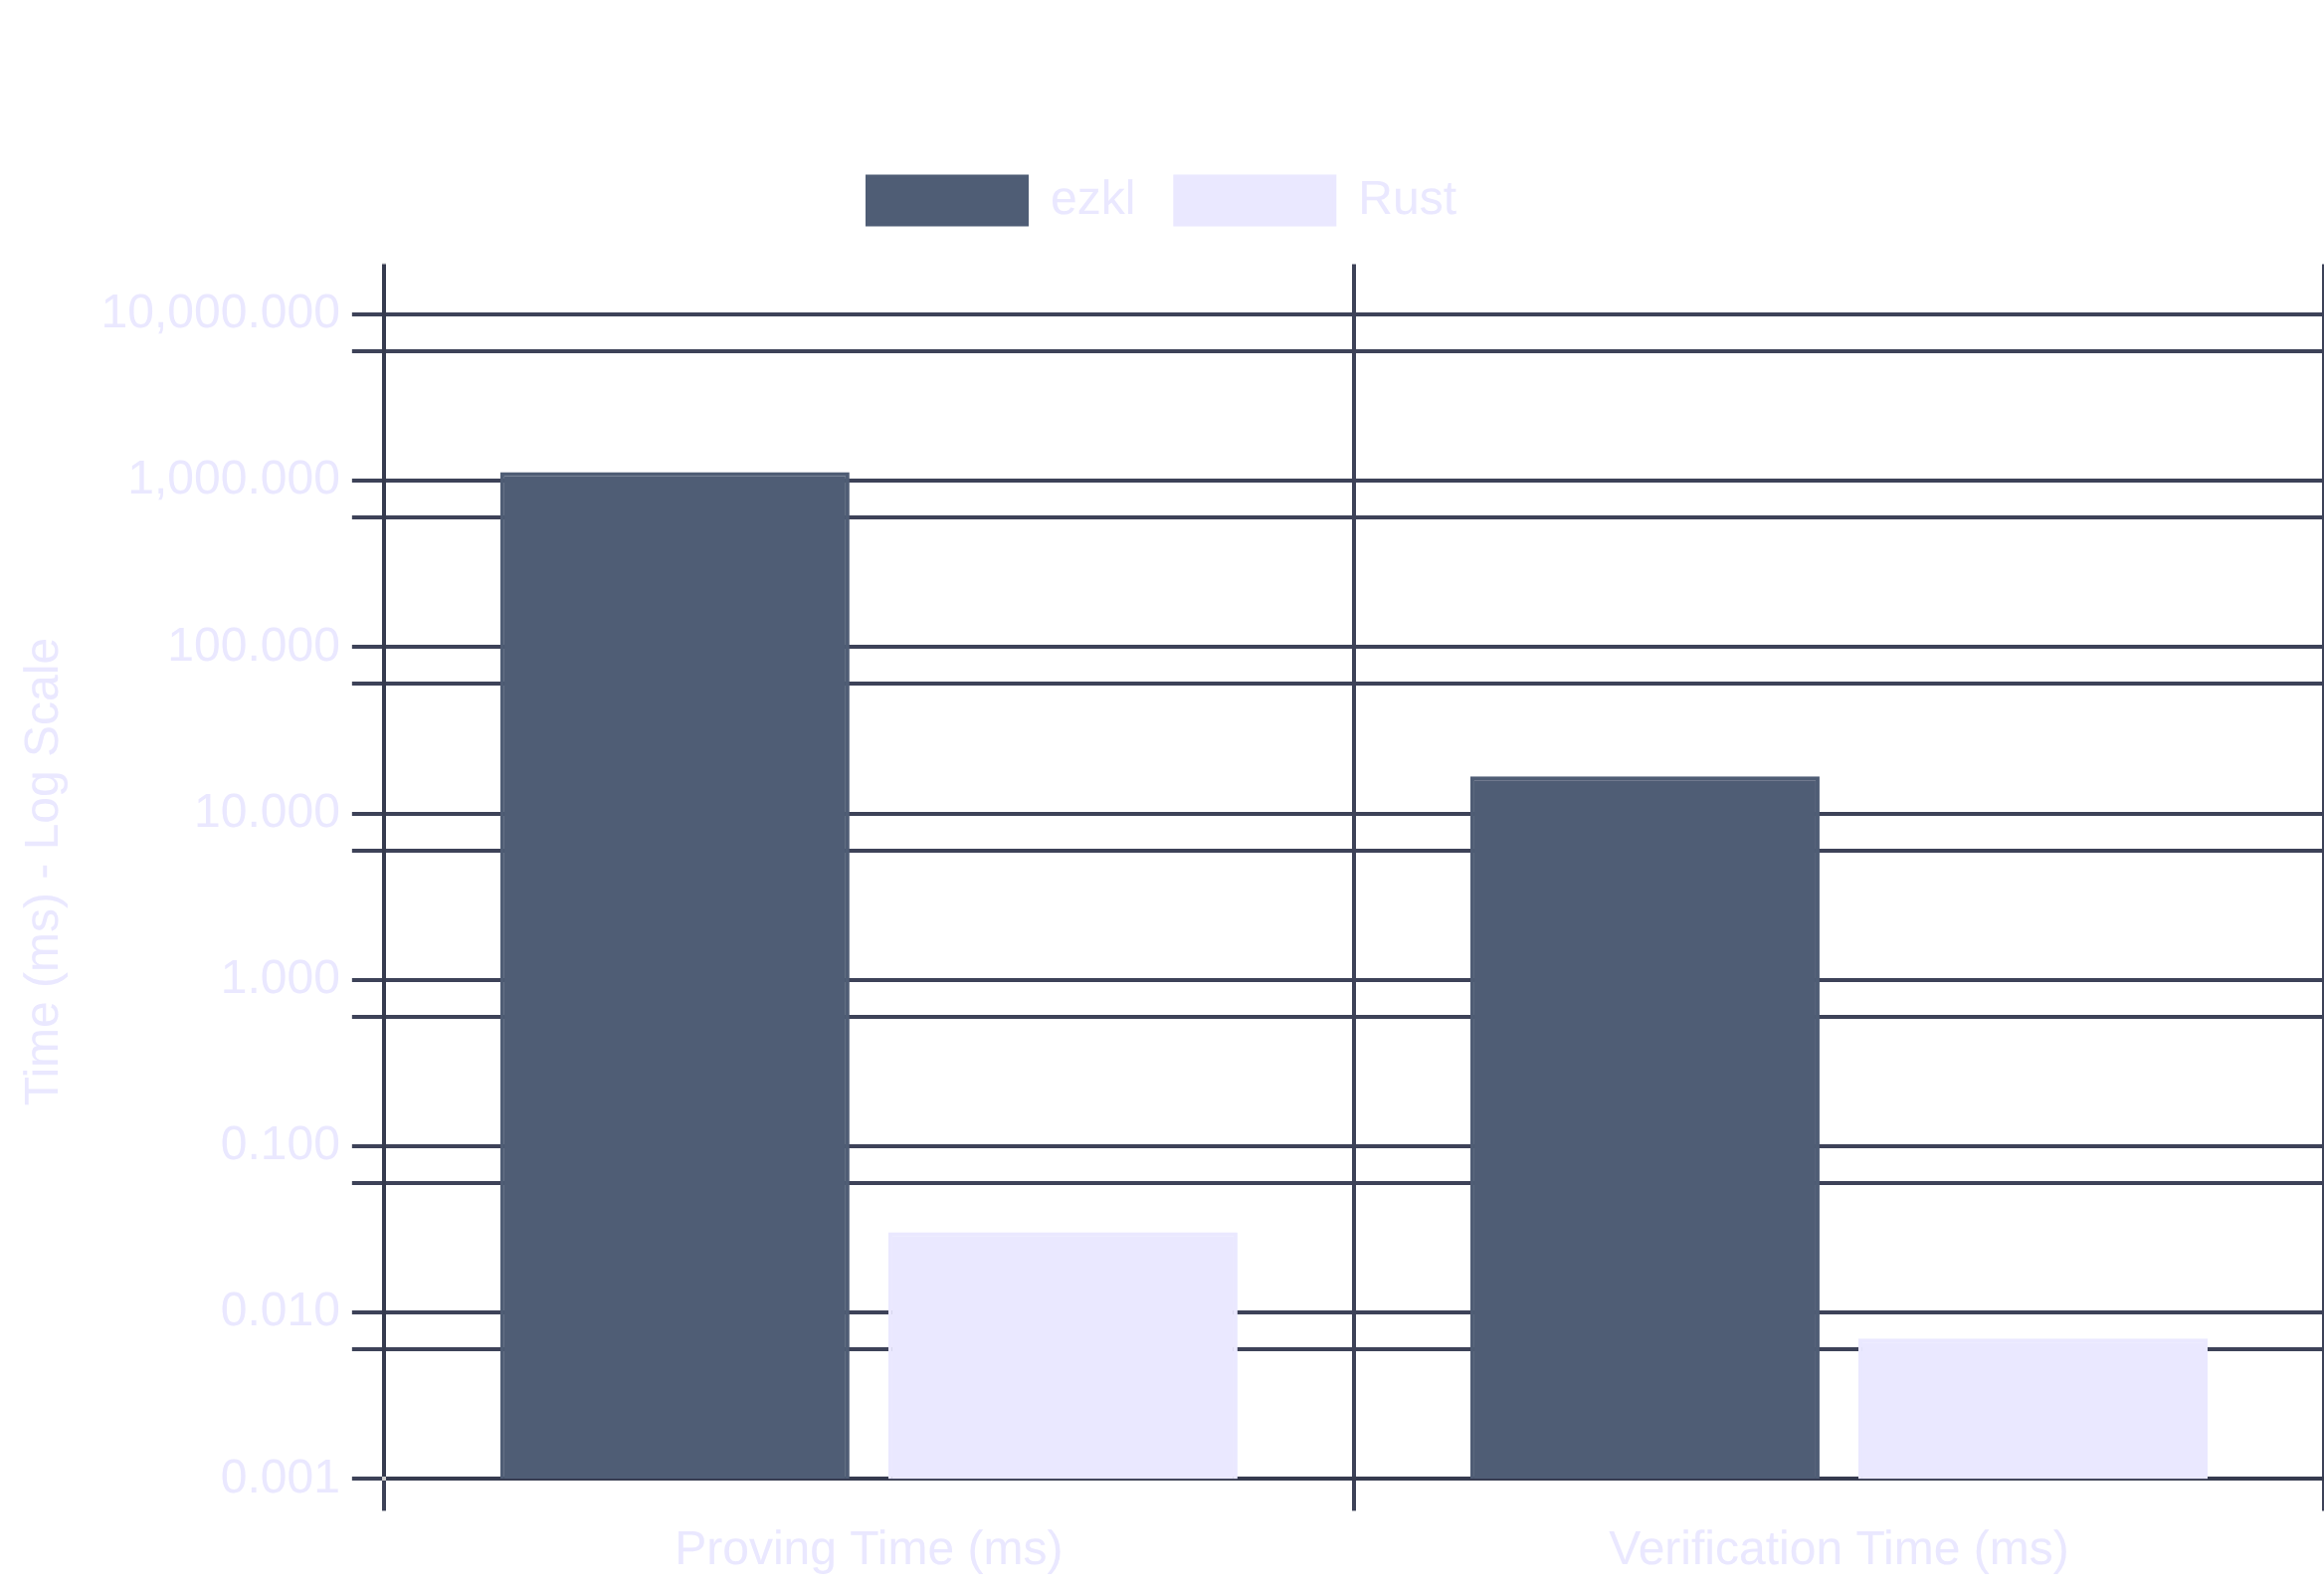 ezkl Rust
10,000.000
1,000.000
100.000
10.000
1.000
0.100
0.010
0.001
Time (ms) - Log Scale
Proving Time (ms) Verification Time (ms)